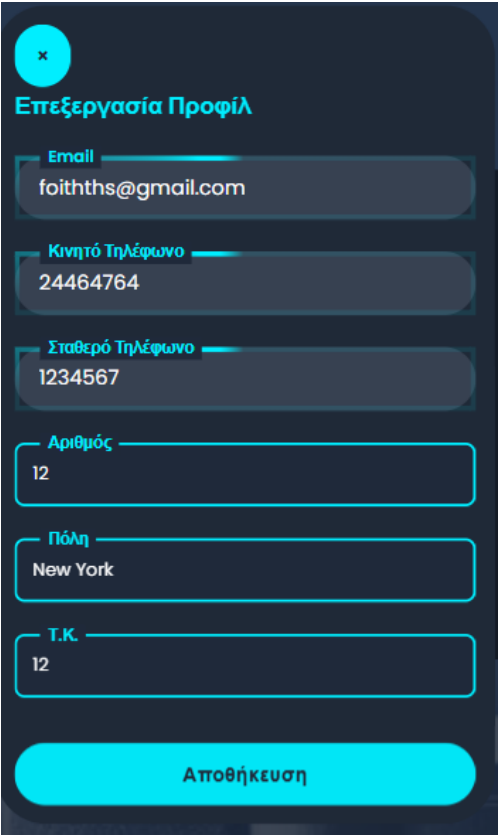 ×
Επεξεργασία Προφίλ
Email
foithths@gmail.com
Κινητό Τηλέφωνο
24464764
Σταθερό Τηλέφωνο
1234567
Αριθμός
12
Πόλη
New York
Τ.Κ.
12
Αποθήκευση